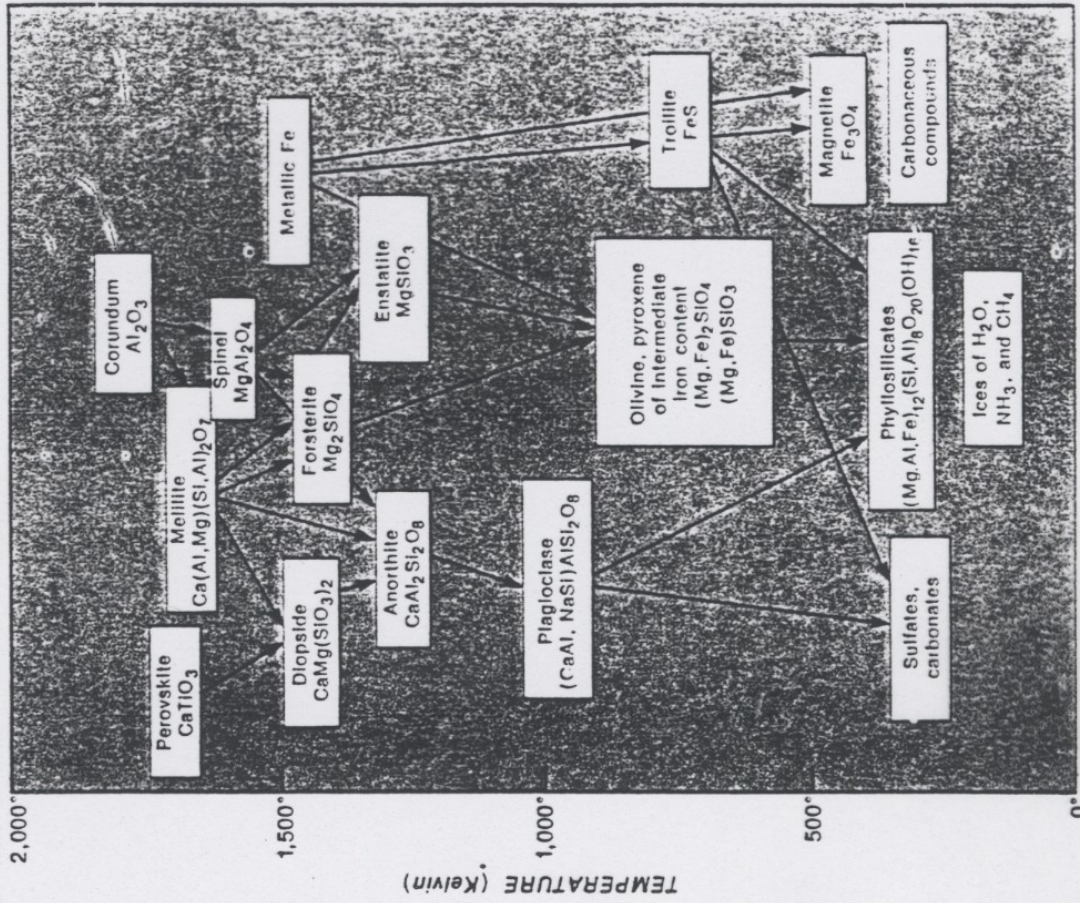 2,000°
1,500°
1,000°
500°
0°
TEMPERATURE (Kelvin)
Corundum
Al₂O₃
Perovskite
CaTiO₃
Melilite
Ca(Al,Mg)(Si,Al)₂O₇
Spinel
MgAl₂O₄
Metallic Fe
Diopside
CaMg(SiO₃)₂
Forsterite
Mg₂SiO₄
Enstatite
MgSiO₃
Anorthite
CaAl₂Si₂O₈
Plagioclase
(CaAl, NaSi)AlSi₂O₈
Olivine, pyroxene
of intermediate
iron content
(Mg,Fe)₂SiO₄
(Mg,Fe)SiO₃
Troilite
FeS
Magnetite
Fe₃O₄
Sulfates,
carbonates
Phyllosilicates
(Mg,Al,Fe)₁₂(Si,Al)₈O₂₀(OH)₁₆
Carbonaceous
compounds
Ices of H₂O,
NH₃, and CH₄